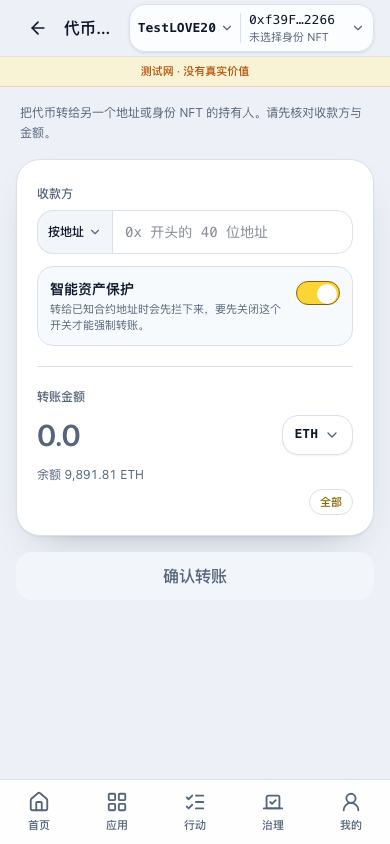 代币...
TestLOVE20
0xf39F…2266
未选择身份 NFT
测试网 · 没有真实价值
把代币转给另一个地址或身份 NFT 的持有人。请先核对收款方与
金额。
收款方
按地址
0x 开头的 40 位地址
智能资产保护
转给已知合约地址时会先拦下来，要先关闭这个
开关才能强制转账。
转账金额
0.0
ETH
余额 9,891.81 ETH
全部
确认转账
首页
应用
行动
治理
我的